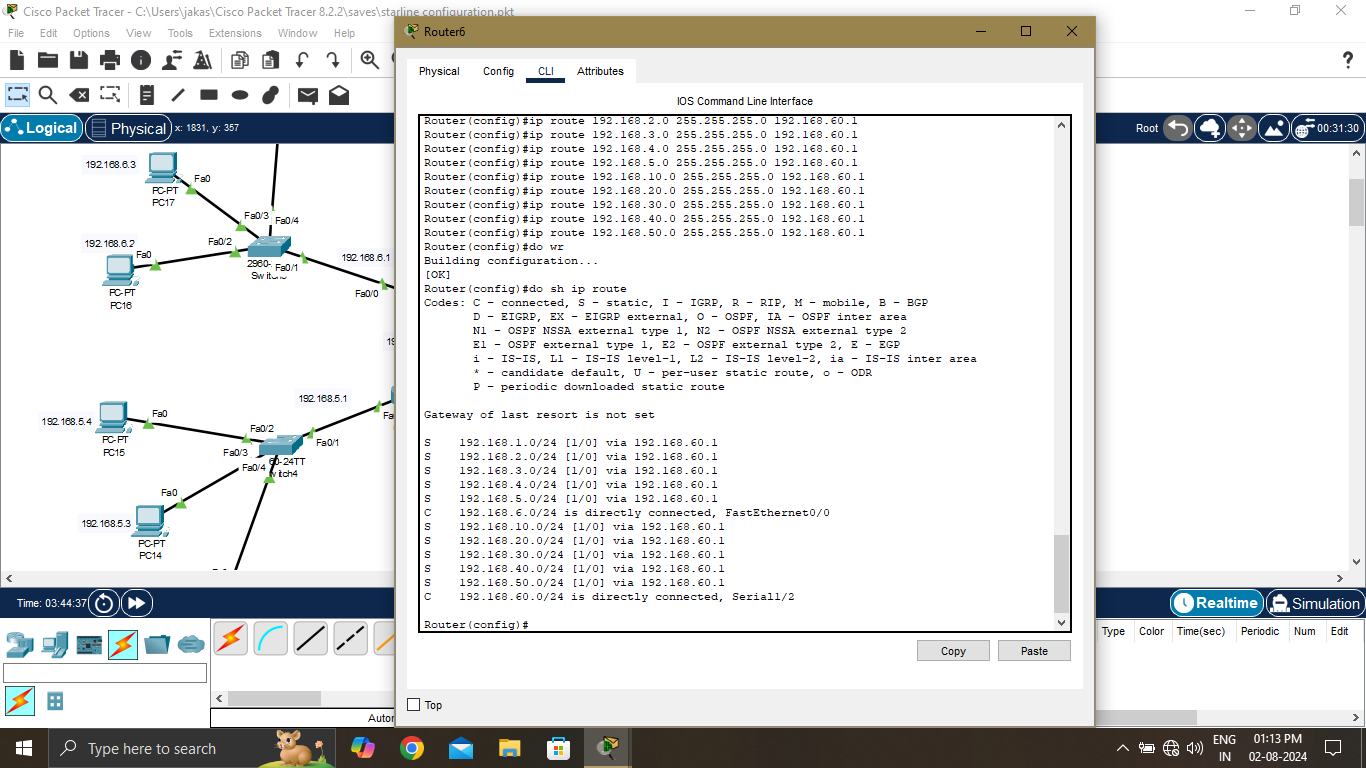 Cisco Packet Tracer - C:\Users\jakas\Cisco Packet Tracer 8.2.2\saves\starline configuration.pkt
File Edit Options View Tools Extensions Window Help
Logical Physical x: 1831, y: 357
Root 00:31:30
Router6
Physical Config CLI Attributes
IOS Command Line Interface
Router(config)#ip route 192.168.2.0 255.255.255.0 192.168.60.1
Router(config)#ip route 192.168.3.0 255.255.255.0 192.168.60.1
Router(config)#ip route 192.168.4.0 255.255.255.0 192.168.60.1
Router(config)#ip route 192.168.5.0 255.255.255.0 192.168.60.1
Router(config)#ip route 192.168.10.0 255.255.255.0 192.168.60.1
Router(config)#ip route 192.168.20.0 255.255.255.0 192.168.60.1
Router(config)#ip route 192.168.30.0 255.255.255.0 192.168.60.1
Router(config)#ip route 192.168.40.0 255.255.255.0 192.168.60.1
Router(config)#ip route 192.168.50.0 255.255.255.0 192.168.60.1
Router(config)#do wr
Building configuration...
[OK]
Router(config)#do sh ip route
Codes: C - connected, S - static, I - IGRP, R - RIP, M - mobile, B - BGP
D - EIGRP, EX - EIGRP external, O - OSPF, IA - OSPF inter area
N1 - OSPF NSSA external type 1, N2 - OSPF NSSA external type 2
E1 - OSPF external type 1, E2 - OSPF external type 2, E - EGP
i - IS-IS, L1 - IS-IS level-1, L2 - IS-IS level-2, ia - IS-IS inter area
* - candidate default, U - per-user static route, o - ODR
P - periodic downloaded static route
Gateway of last resort is not set
S 192.168.1.0/24 [1/0] via 192.168.60.1
S 192.168.2.0/24 [1/0] via 192.168.60.1
S 192.168.3.0/24 [1/0] via 192.168.60.1
S 192.168.4.0/24 [1/0] via 192.168.60.1
S 192.168.5.0/24 [1/0] via 192.168.60.1
C 192.168.6.0/24 is directly connected, FastEthernet0/0
S 192.168.10.0/24 [1/0] via 192.168.60.1
S 192.168.20.0/24 [1/0] via 192.168.60.1
S 192.168.30.0/24 [1/0] via 192.168.60.1
S 192.168.40.0/24 [1/0] via 192.168.60.1
S 192.168.50.0/24 [1/0] via 192.168.60.1
C 192.168.60.0/24 is directly connected, Serial1/2
Router(config)#
Copy Paste
Top
192.168.6.3
Fa0
PC-PT
PC17
Fa0/3 Fa0/4
192.168.6.2
Fa0
Fa0/2
2960-
Fa0/1
192.168.6.1
PC-PT
PC16
Fa0/0
192.168.5.1
192.168.5.4
Fa0
Fa0/2
PC-PT
PC15
Fa0/1
Fa0/3
60-24TT
Fa0/4
witch4
Fa0
192.168.5.3
PC-PT
PC14
Time: 03:44:37
Realtime Simulation
Type Color Time(sec) Periodic Num Edit
Type here to search
ENG
IN
01:13 PM
02-08-2024